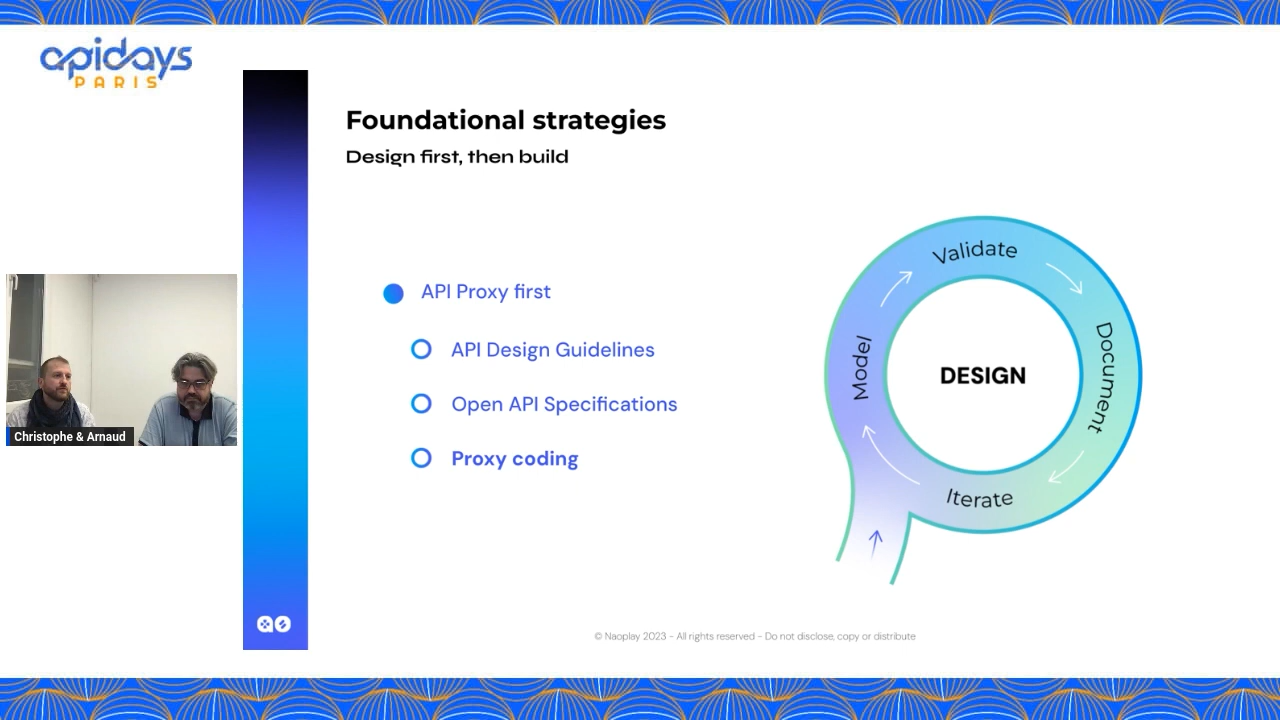 apidays
PARIS
Foundational strategies
Design first, then build
API Proxy first
API Design Guidelines
Open API Specifications
Proxy coding
Validate
Document
Iterate
Model
DESIGN
Christophe & Arnaud
© Naoplay 2023 - All rights reserved - Do not disclose, copy or distribute